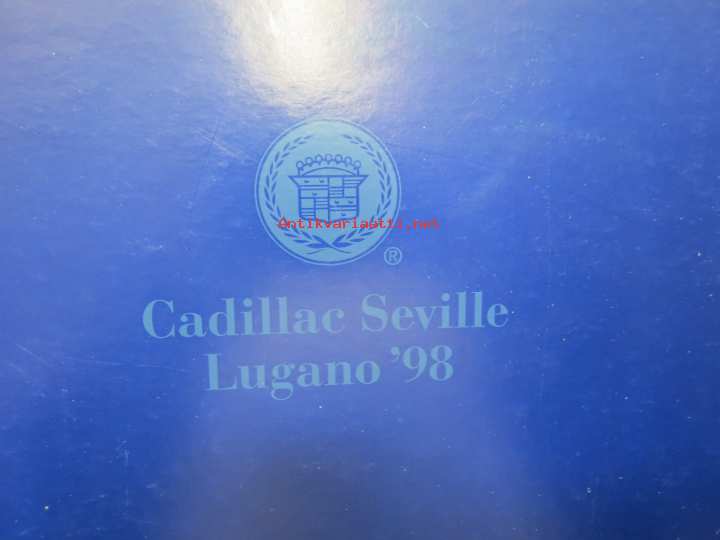 Antikvariaatti.net
®
Cadillac Seville
Lugano ’98